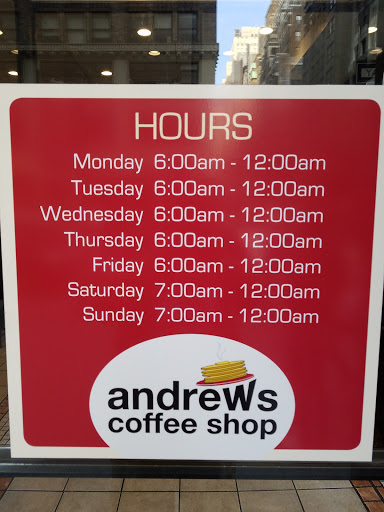 HOURS
Monday 6:00am - 12:00am
Tuesday 6:00am - 12:00am
Wednesday 6:00am - 12:00am
Thursday 6:00am - 12:00am
Friday 6:00am - 12:00am
Saturday 7:00am - 12:00am
Sunday 7:00am - 12:00am
andrews
coffee shop